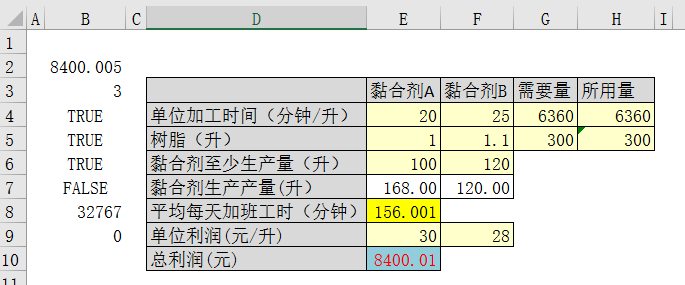 A B C D E F G H I
1
2 8400.005
3 3 黏合剂A 黏合剂B 需要量 所用量
4 TRUE 单位加工时间（分钟/升） 20 25 6360 6360
5 TRUE 树脂（升） 1 1.1 300 300
6 TRUE 黏合剂至少生产量（升） 100 120
7 FALSE 黏合剂生产产量(升) 168.00 120.00
8 32767 平均每天加班工时（分钟） 156.001
9 0 单位利润(元/升) 30 28
10 总利润(元) 8400.01
11